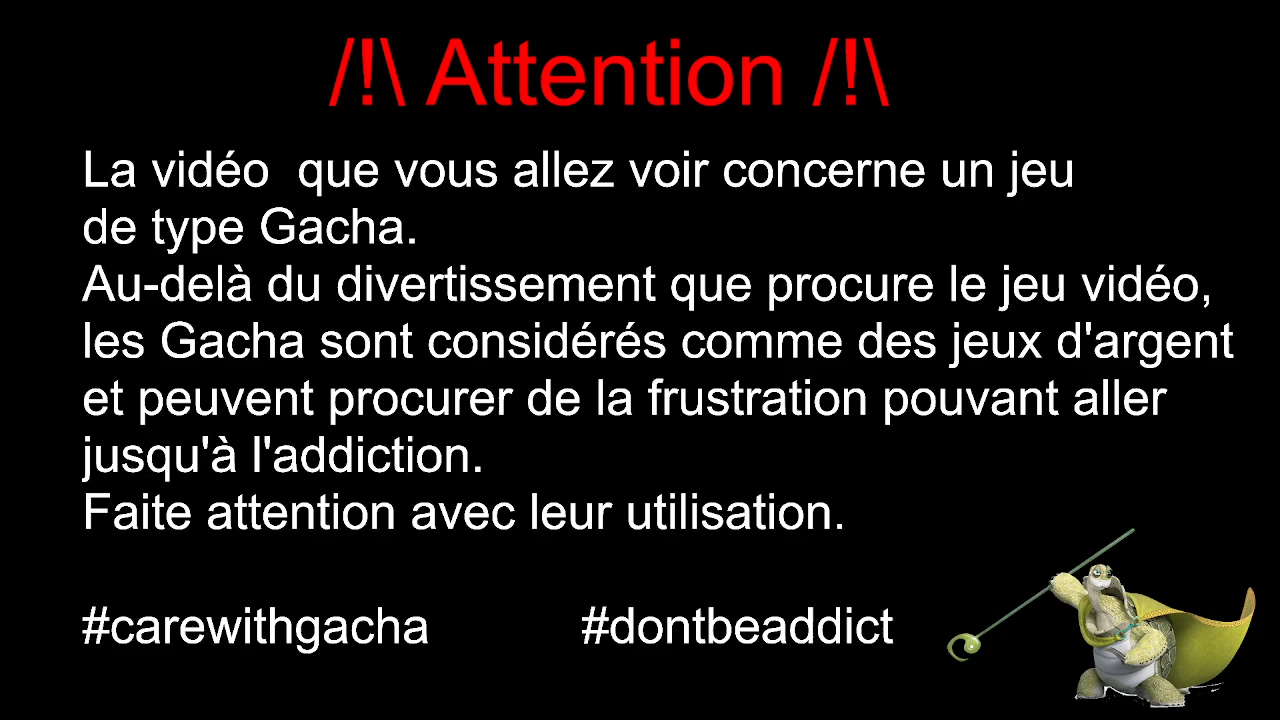 /!\ Attention /!\
La vidéo  que vous allez voir concerne un jeu
de type Gacha.
Au-delà du divertissement que procure le jeu vidéo,
les Gacha sont considérés comme des jeux d'argent
et peuvent procurer de la frustration pouvant aller
jusqu'à l'addiction.
Faite attention avec leur utilisation.
#carewithgacha #dontbeaddict